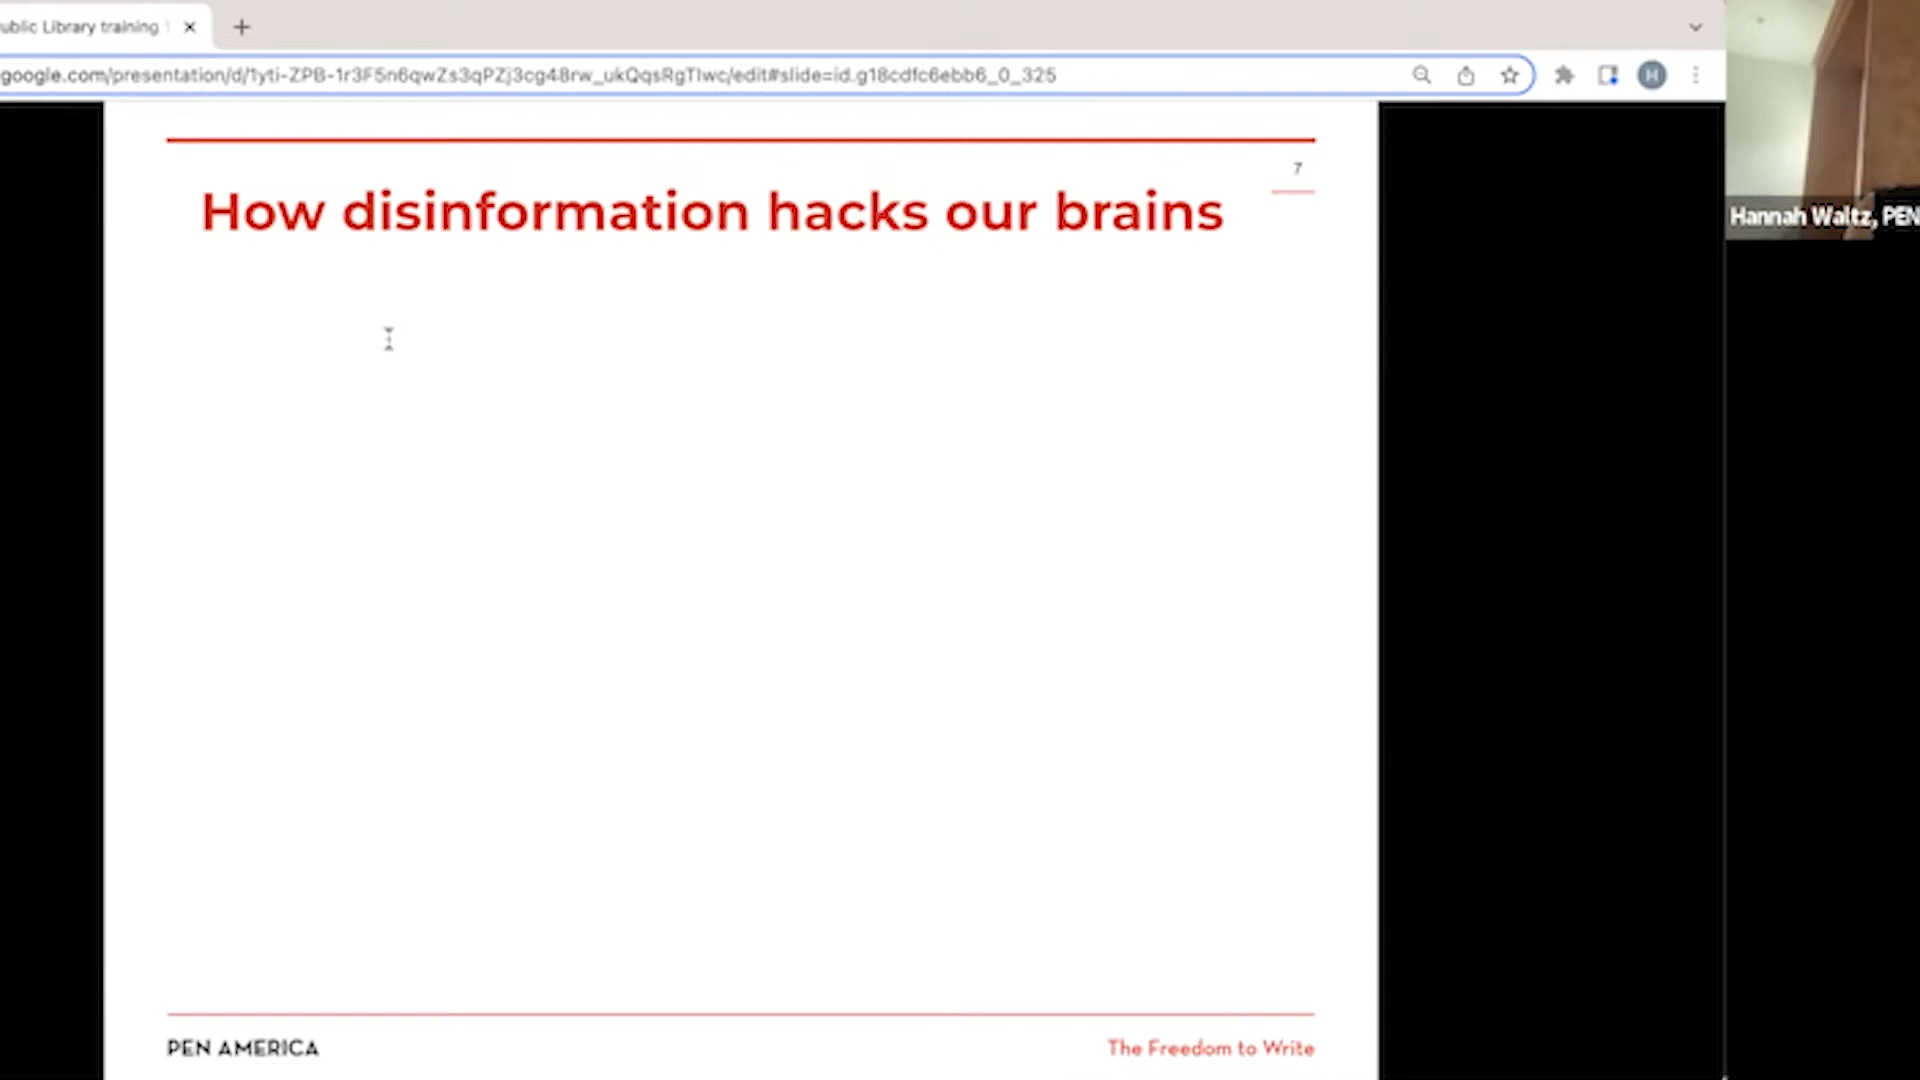 ublic Library training
google.com/presentation/d/1yti-ZPB-1r3F5n6qwZs3qPZj3cg48rw_ukQqsRgTlwc/edit#slide=id.g18cdfc6ebb6_0_325
H
7
How disinformation hacks our brains
Hannah Waltz, PEN
PEN AMERICA
The Freedom to Write